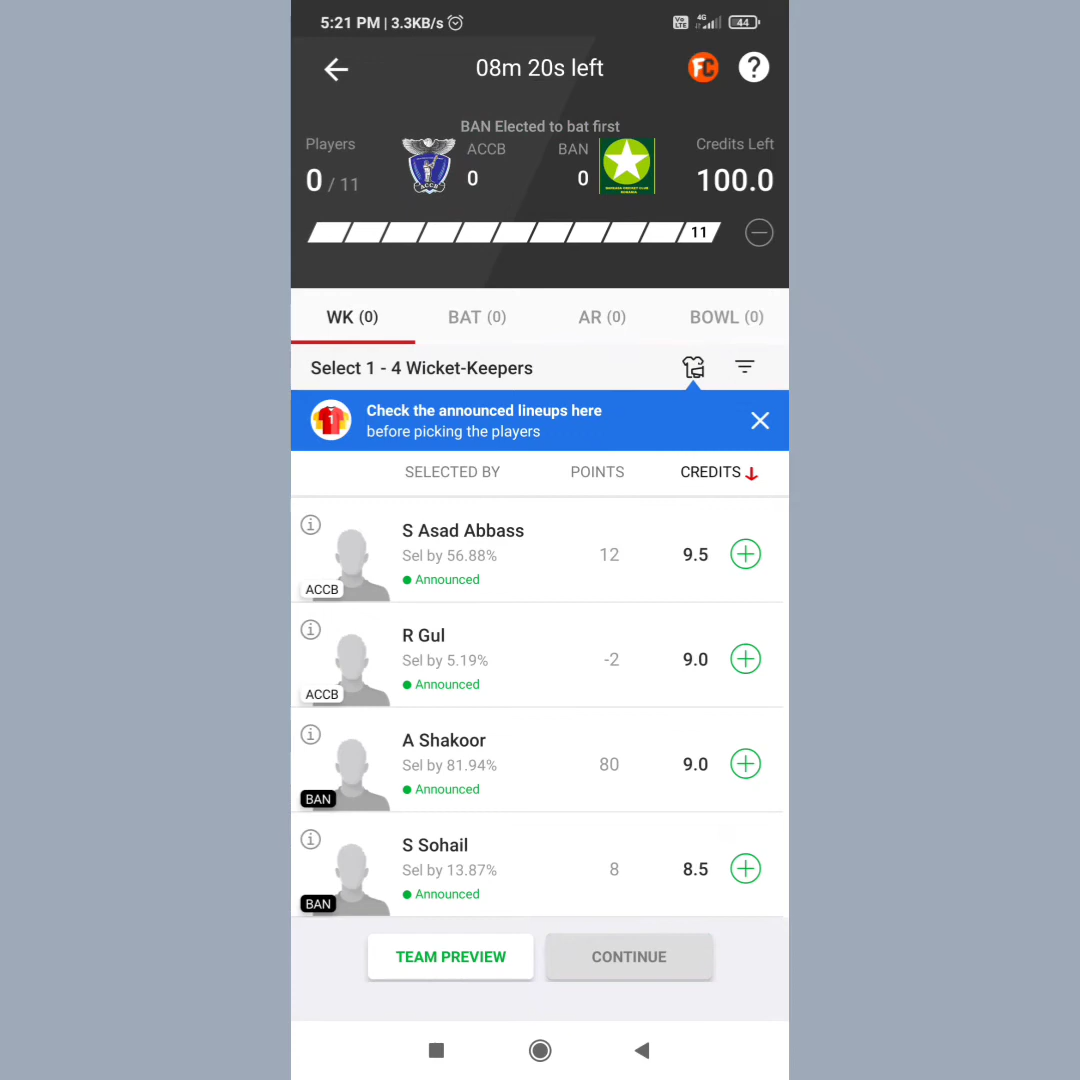 5:21 PM | 3.3KB/s
Vo LTE 4G 44
08m 20s left
FC ?
BAN Elected to bat first
Players ACCB BAN Credits Left
0 / 11 0 0 100.0
ACCB
11
WK (0) BAT (0) AR (0) BOWL (0)
Select 1 - 4 Wicket-Keepers
1
Check the announced lineups here
before picking the players
SELECTED BY POINTS CREDITS
S Asad Abbass
Sel by 56.88% 12 9.5
Announced
ACCB
R Gul
Sel by 5.19% -2 9.0
Announced
ACCB
A Shakoor
Sel by 81.94% 80 9.0
Announced
BAN
S Sohail
Sel by 13.87% 8 8.5
Announced
BAN
TEAM PREVIEW CONTINUE